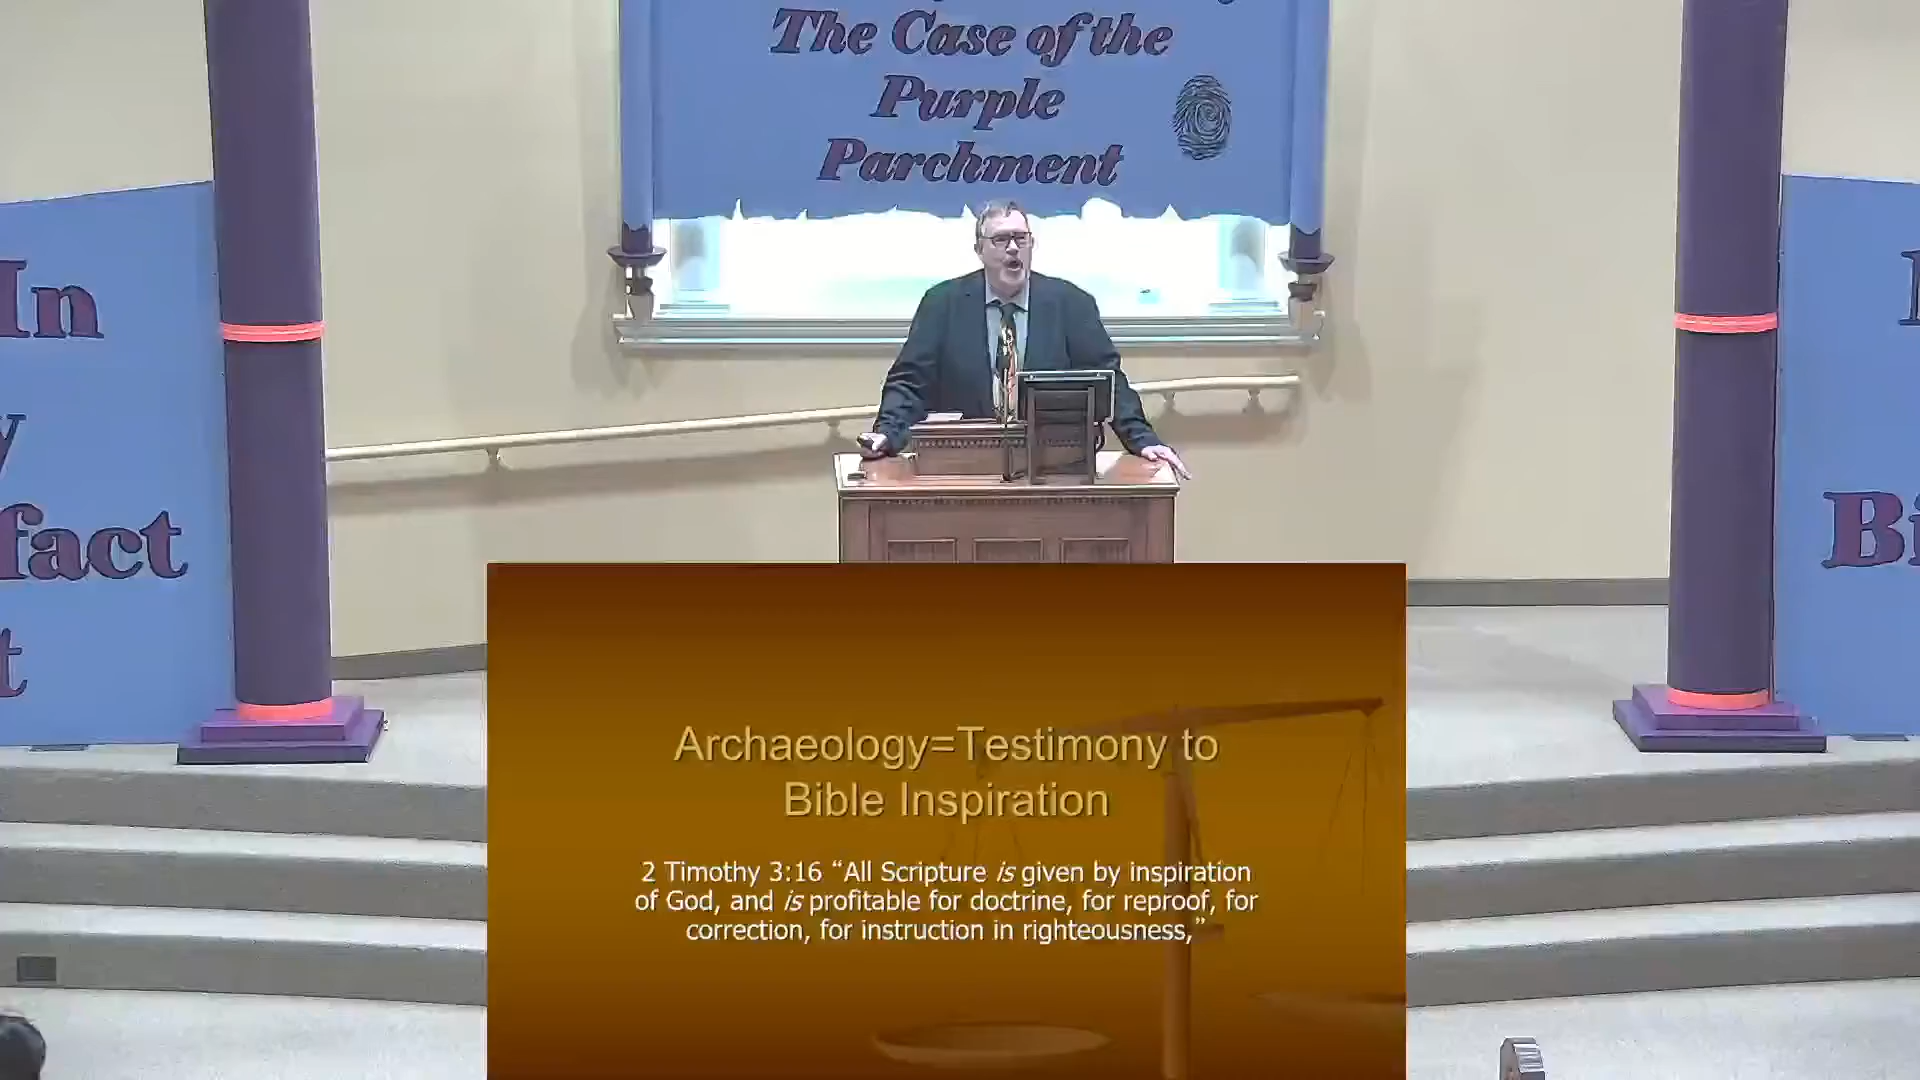 The Case of the
Purple
Parchment
In
fact
Archaeology=Testimony to
Bible Inspiration
2 Timothy 3:16 “All Scripture is given by inspiration
of God, and is profitable for doctrine, for reproof, for
correction, for instruction in righteousness,”